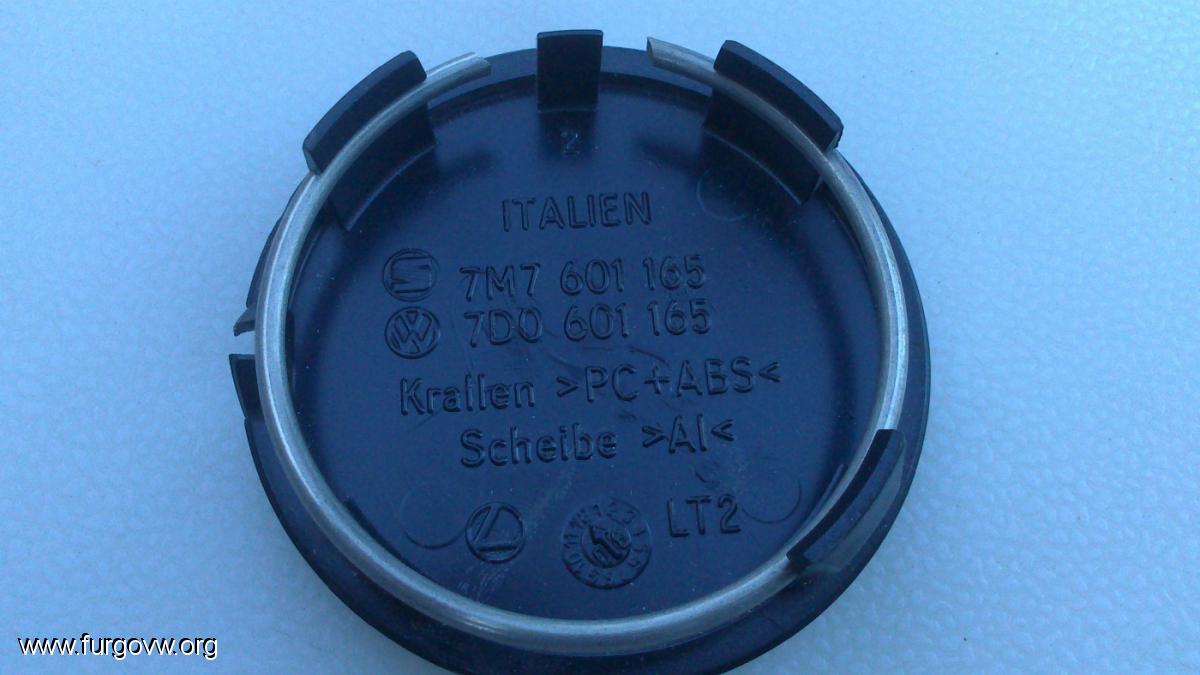 2
ITALIEN
7M7 601 165
7D0 601 165
Krallen >PC+ABS<
Scheibe >Al<
LT2
www.furgovw.org